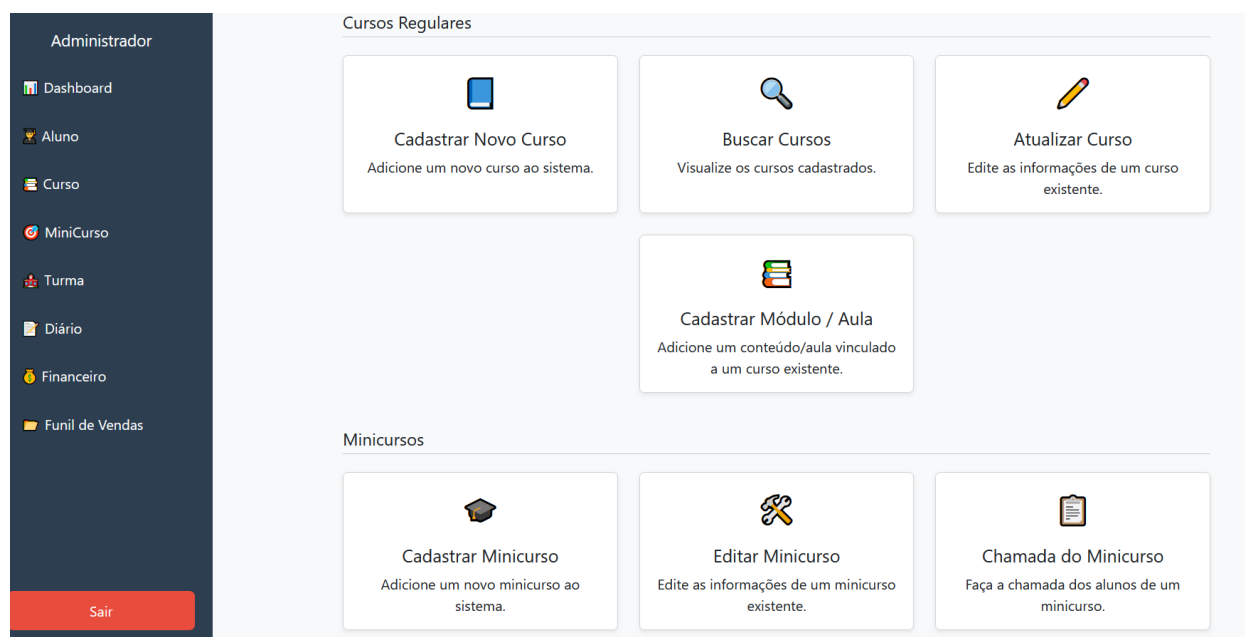 Administrador
Dashboard
Aluno
Curso
MiniCurso
Turma
Diário
Financeiro
Funil de Vendas
Sair
Cursos Regulares
Cadastrar Novo Curso
Adicione um novo curso ao sistema.
Buscar Cursos
Visualize os cursos cadastrados.
Atualizar Curso
Edite as informações de um curso
existente.
Cadastrar Módulo / Aula
Adicione um conteúdo/aula vinculado
a um curso existente.
Minicursos
Cadastrar Minicurso
Adicione um novo minicurso ao
sistema.
Editar Minicurso
Edite as informações de um minicurso
existente.
Chamada do Minicurso
Faça a chamada dos alunos de um
minicurso.